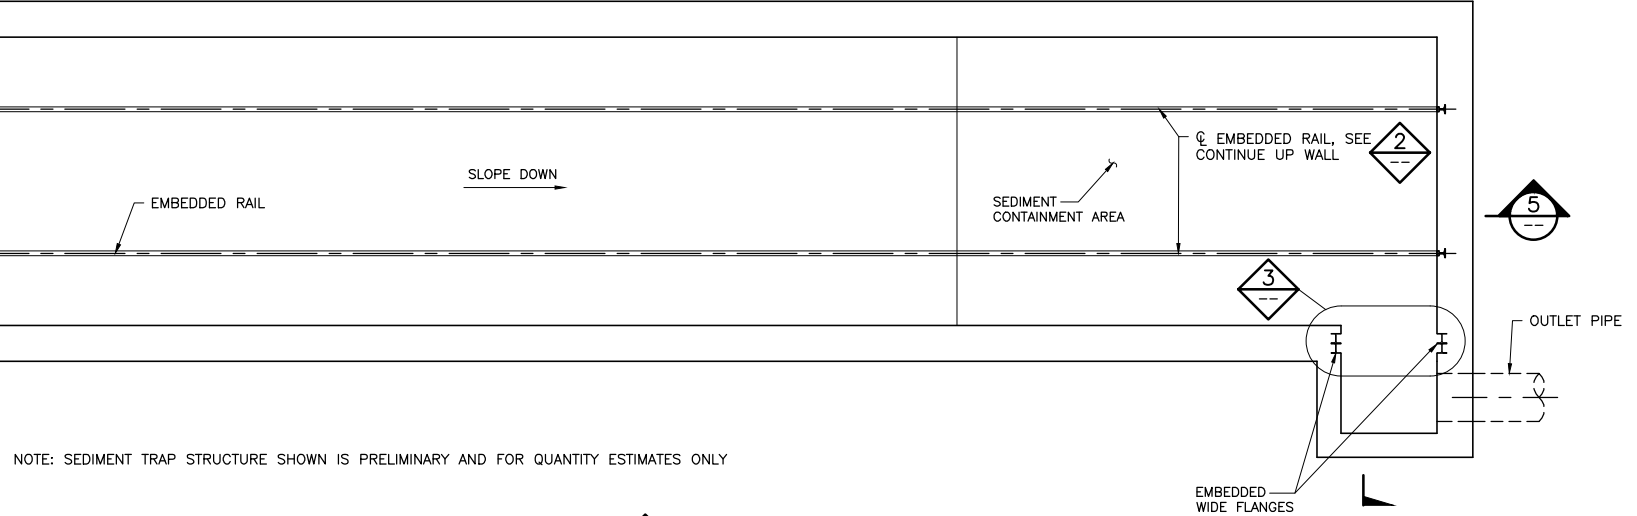 ℄ EMBEDDED RAIL, SEE
CONTINUE UP WALL
2
--
SLOPE DOWN
EMBEDDED RAIL
SEDIMENT
CONTAINMENT AREA
5
--
3
--
OUTLET PIPE
NOTE: SEDIMENT TRAP STRUCTURE SHOWN IS PRELIMINARY AND FOR QUANTITY ESTIMATES ONLY
EMBEDDED
WIDE FLANGES